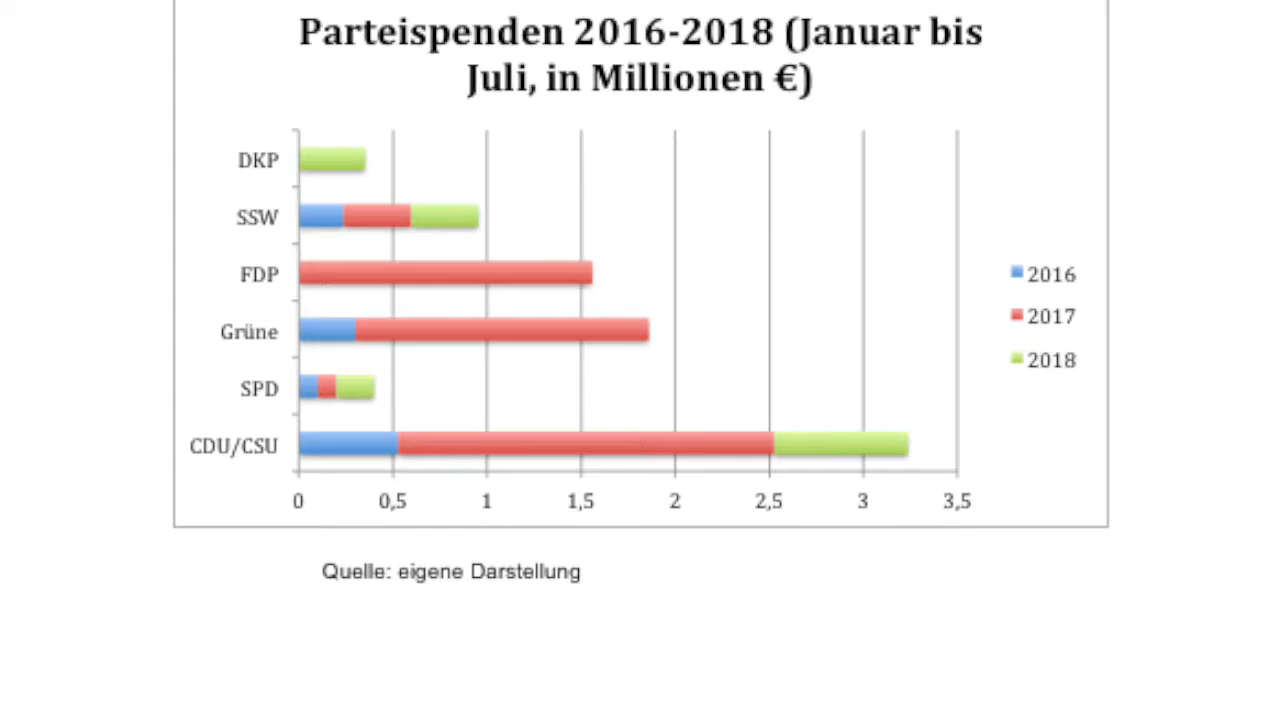 Parteispenden 2016-2018 (Januar bis
Juli, in Millionen €)
DKP
SSW
FDP
Grüne
SPD
CDU/CSU
0 0,5 1 1,5 2 2,5 3 3,5
2016
2017
2018
Quelle: eigene Darstellung